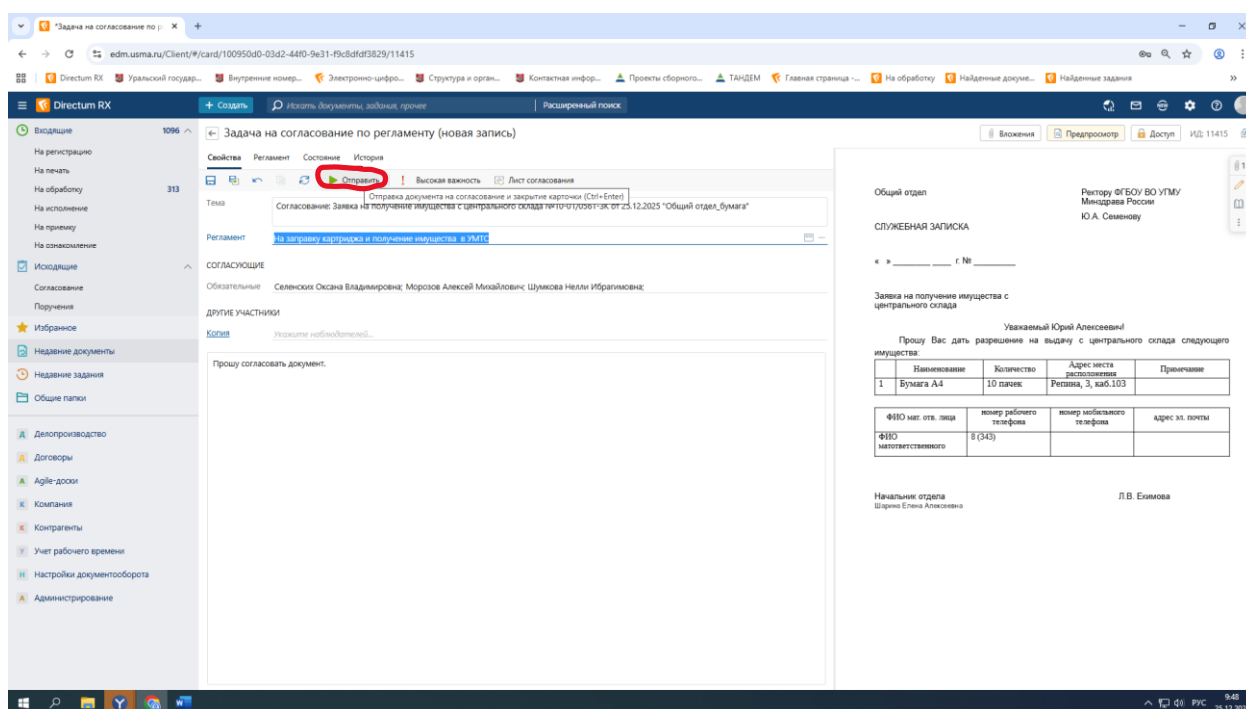 *Задача на согласование по р
edm.usma.ru/Client/#/card/100950d0-03d2-44f0-9e31-f9c8dfdf3829/11415
Directum RX
Уральский государ...
Внутренние номер...
Электронно-цифро...
Структура и орган...
Контактная инфор...
Проекты сборного...
ТАНДЕМ
Главная страница -...
На обработку
Найденные докуме...
Найденные задания
Directum RX
+ Создать
Искать документы, задания, прочее
Расширенный поиск
Входящие 1096
На регистрацию
На печать
На обработку 313
На исполнение
На приемку
На ознакомление
Исходящие
Согласование
Поручения
Избранное
Недавние документы
Недавние задания
Общие папки
Д Делопроизводство
Д Договоры
A Agile-доски
К Компания
К Контрагенты
У Учет рабочего времени
Н Настройки документооборота
А Администрирование
Задача на согласование по регламенту (новая запись)
Вложения
Предпросмотр
Доступ
ИД: 11415
Свойства Регламент Состояние История
Отправить
! Высокая важность
Лист согласования
Отправка документа на согласование и закрытие карточки (Ctrl+Enter)
Тема
Согласование: Заявка на получение имущества с центрального склада №10-01/0561-ЗК от 25.12.2025 "Общий отдел_бумага"
Регламент
На заправку картриджа и получение имущества в УМТС
СОГЛАСУЮЩИЕ
Обязательные Селенских Оксана Владимировна; Морозов Алексей Михайлович; Шумкова Нелли Ибрагимовна;
ДРУГИЕ УЧАСТНИКИ
Копия Укажите наблюдателей...
Прошу согласовать документ.
Общий отдел
Ректору ФГБОУ ВО УГМУ
Минздрава России
Ю.А. Семенову
СЛУЖЕБНАЯ ЗАПИСКА
« » ________ ____ г. № ________
Заявка на получение имущества с
центрального склада
Уважаемый Юрий Алексеевич!
Прошу Вас дать разрешение на выдачу с центрального склада следующего
имущества:
Наименование Количество Адрес места расположения Примечание
1 Бумага А4 10 пачек Репина, 3, каб.103
ФИО мат. отв. лица номер рабочего телефона номер мобильного телефона адрес эл. почты
ФИО матответственного 8 (343)
Начальник отдела Л.В. Екимова
Шарина Елена Алексеевна
РУС
9:48